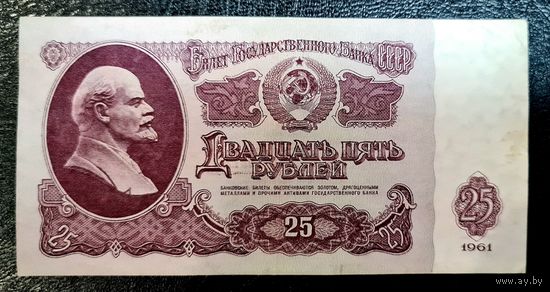 БИЛЕТ ГОСУДАРСТВЕННОГО БАНКА СССР
ДВАДЦАТЬ ПЯТЬ
РУБЛЕЙ
БАНКОВСКИЕ БИЛЕТЫ ОБЕСПЕЧИВАЮТСЯ ЗОЛОТОМ, ДРАГОЦЕННЫМИ
МЕТАЛЛАМИ И ПРОЧИМИ АКТИВАМИ ГОСУДАРСТВЕННОГО БАНКА
25
25
25
25
1961
www.ay.by